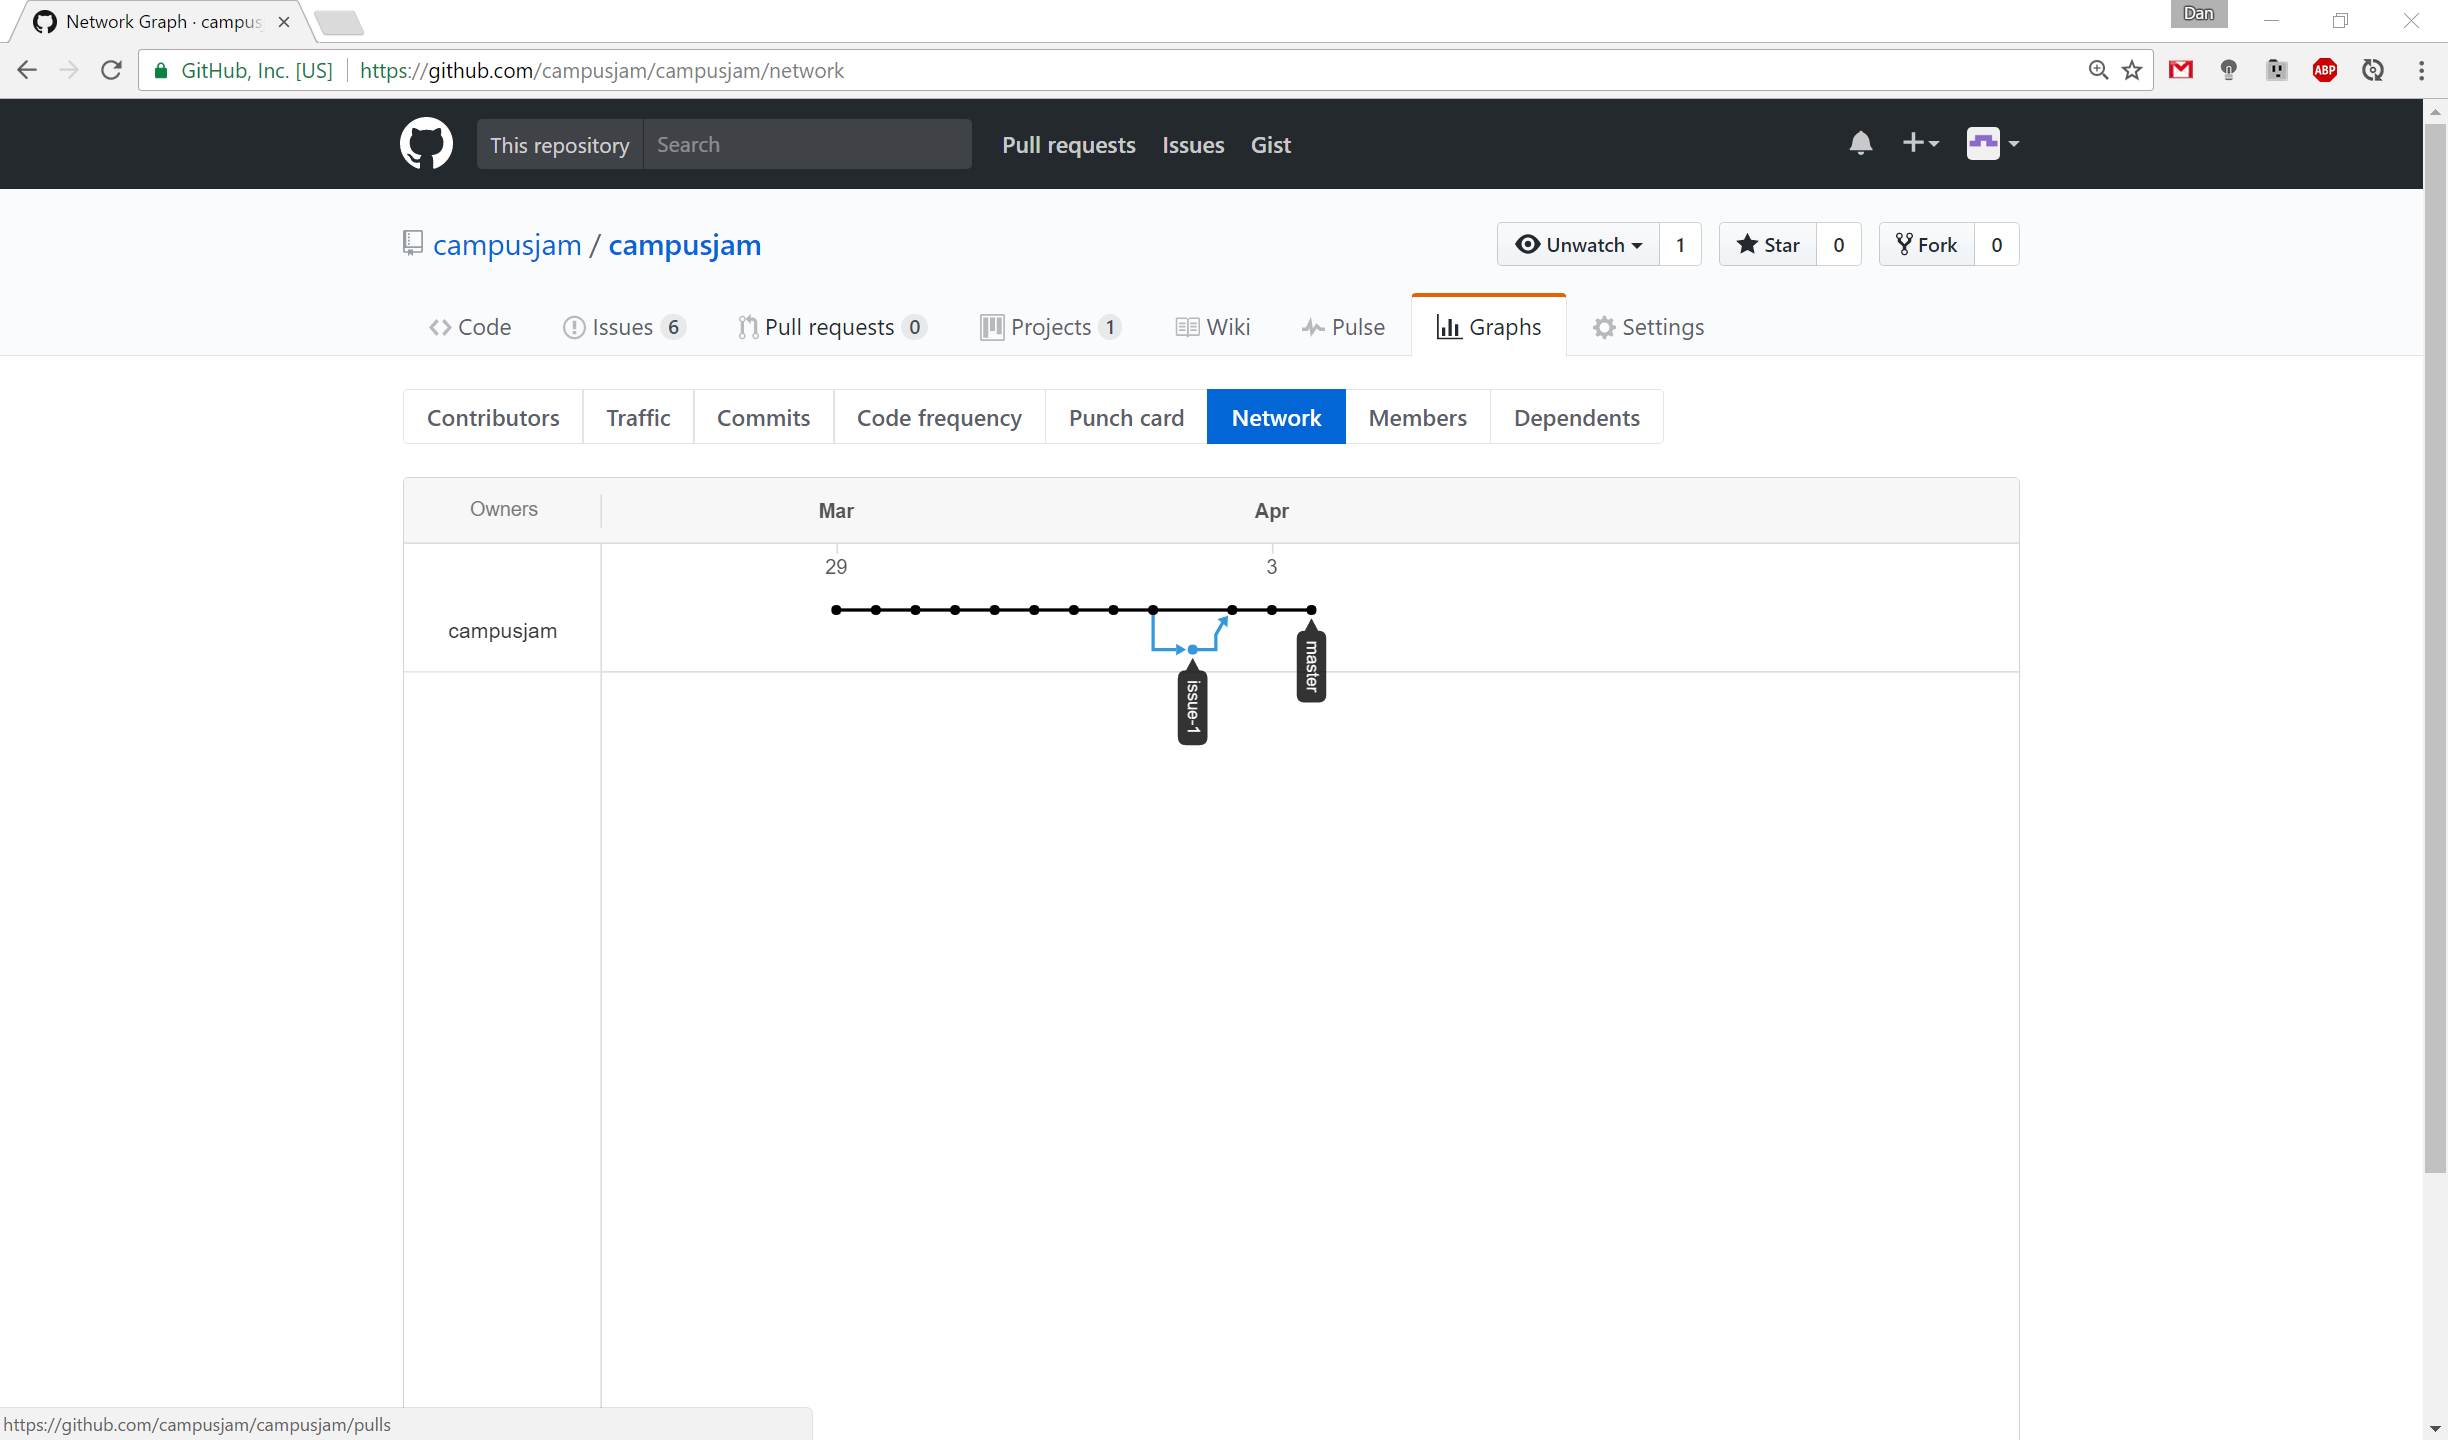 Network Graph · campus
Dan
GitHub, Inc. [US] https://github.com/campusjam/campusjam/network
ABP
This repository Search Pull requests Issues Gist
campusjam / campusjam Unwatch 1 Star 0 Fork 0
Code Issues 6 Pull requests 0 Projects 1 Wiki Pulse Graphs Settings
Contributors Traffic Commits Code frequency Punch card Network Members Dependents
Owners Mar Apr
29 3
campusjam
master
issue-1
https://github.com/campusjam/campusjam/pulls